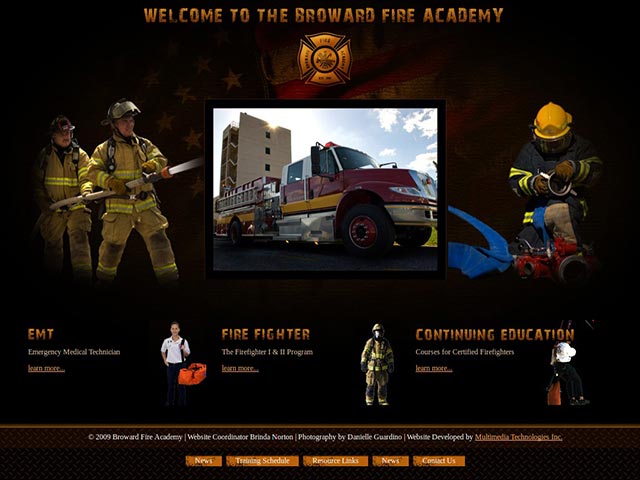 WELCOME TO THE BROWARD FIRE ACADEMY
FIRE
EMT
Emergency Medical Technician
learn more...
FIRE FIGHTER
The Firefighter I & II Program
learn more...
CONTINUING EDUCATION
Courses for Certified Firefighters
learn more...
© 2009 Broward Fire Academy | Website Coordinator Brinda Norton | Photography by Danielle Guardino | Website Developed by Multimedia Technologies Inc.
News Training Schedule Resource Links News Contact Us